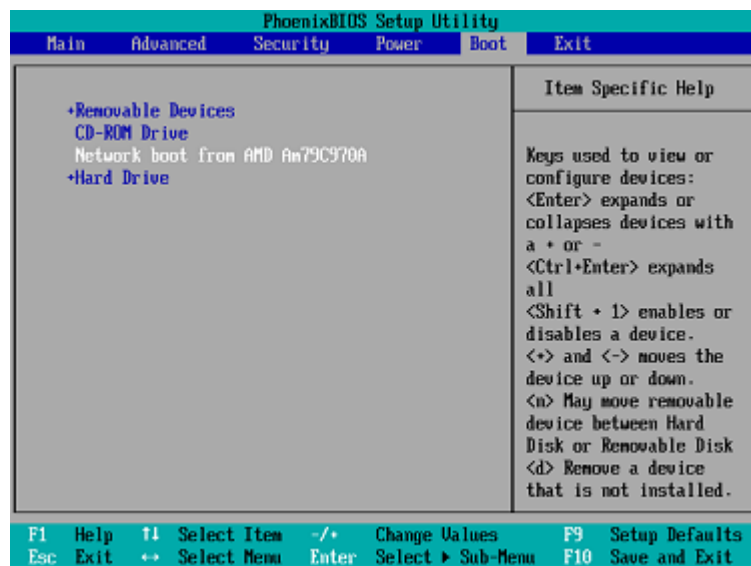 PhoenixBIOS Setup Utility
Main Advanced Security Power Boot Exit
+Removable Devices
CD-ROM Drive
Network boot from AMD Am79C970A
+Hard Drive
Item Specific Help
Keys used to view or
configure devices:
<Enter> expands or
collapses devices with
a + or -
<Ctrl+Enter> expands
all
<Shift + 1> enables or
disables a device.
<+> and <-> moves the
device up or down.
<n> May move removable
device between Hard
Disk or Removable Disk
<d> Remove a device
that is not installed.
F1 Help ↑↓ Select Item -/+ Change Values F9 Setup Defaults
Esc Exit ↔ Select Menu Enter Select ▶ Sub-Menu F10 Save and Exit